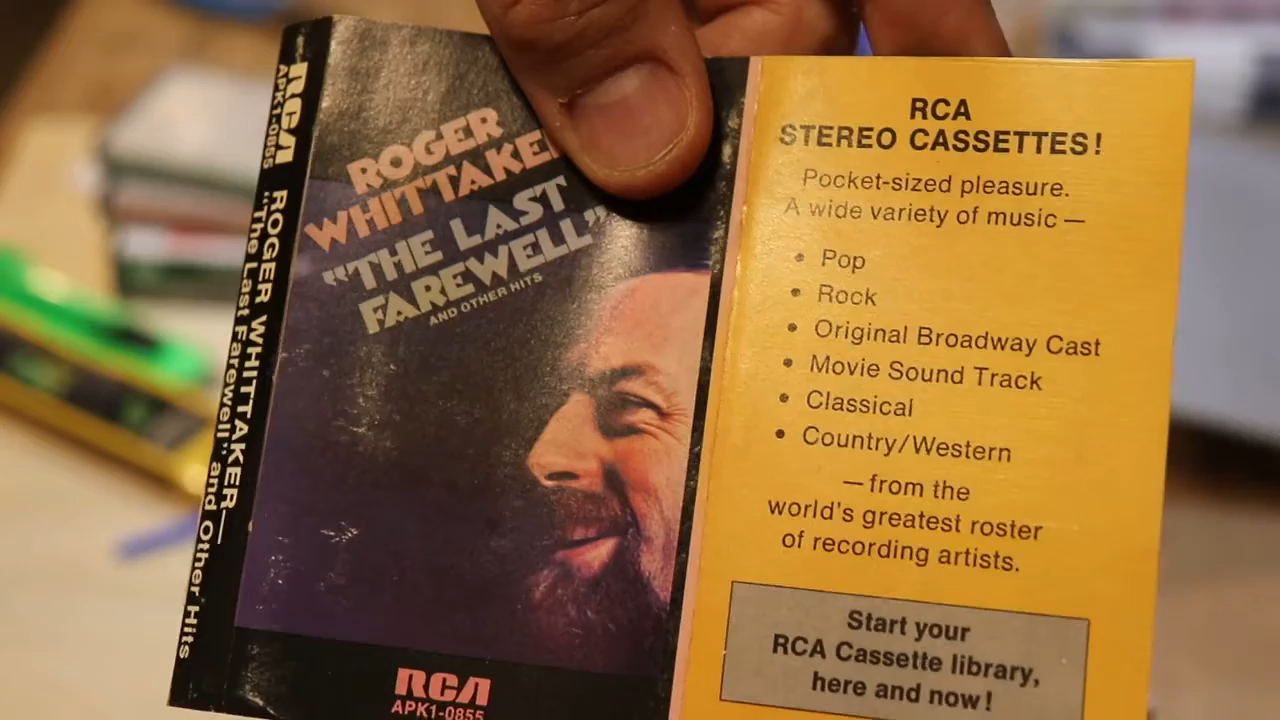 RCA
APK1-0855
ROGER WHITTAKER—
"The Last Farewell" and Other Hits
ROGER
WHITTAKE
"THE LAST
FAREWELL"
AND OTHER HITS
RCA
APK1-0855
RCA
STEREO CASSETTES!
Pocket-sized pleasure.
A wide variety of music —
• Pop
• Rock
• Original Broadway Cast
• Movie Sound Track
• Classical
• Country/Western
— from the
world's greatest roster
of recording artists.
Start your
RCA Cassette library,
here and now!